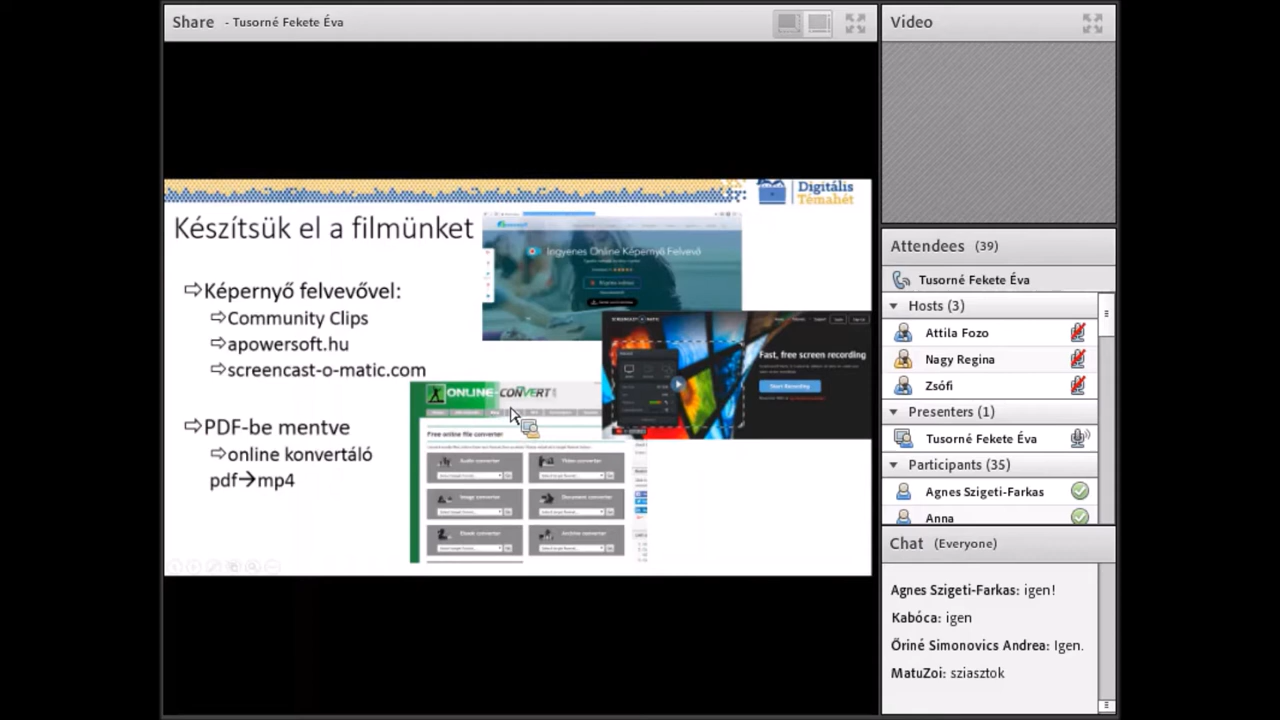 Share - Tusorné Fekete Éva
Digitális
Témahét
Készítsük el a filmünket
⇨Képernyő felvevővel:
⇨Community Clips
⇨apowersoft.hu
⇨screencast-o-matic.com
⇨PDF-be mentve
⇨online konvertáló
pdf→mp4
Ingyenes Online Képernyő Felvevő
SCREENCAST-O-MATIC
Fast, free screen recording
Start Recording
ONLINE-CONVERT
Free online file converter
Audio converter
Video converter
Image converter
Document converter
Ebook converter
Archive converter
Video
Attendees (39)
Tusorné Fekete Éva
Hosts (3)
Attila Fozo
Nagy Regina
Zsófi
Presenters (1)
Tusorné Fekete Éva
Participants (35)
Agnes Szigeti-Farkas
Anna
Chat (Everyone)
Agnes Szigeti-Farkas: igen!
Kabóca: igen
Őriné Simonovics Andrea: Igen.
MatuZoi: sziasztok